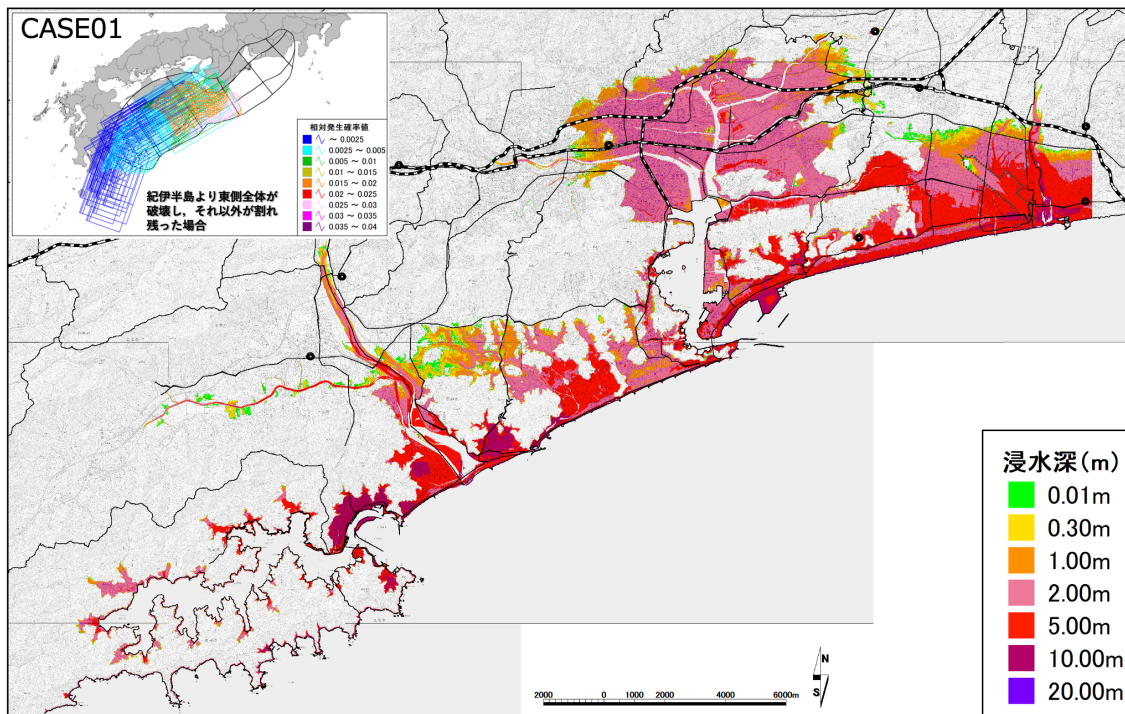 CASE01
相対発生確率値
～ 0.0025
0.0025 ～ 0.005
0.005 ～ 0.01
0.01 ～ 0.015
0.015 ～ 0.02
0.02 ～ 0.025
0.025 ～ 0.03
0.03 ～ 0.035
0.035 ～ 0.04
紀伊半島より東側全体が
破壊し，それ以外が割れ
残った場合
浸水深(m)
0.01m
0.30m
1.00m
2.00m
5.00m
10.00m
20.00m
N
S
2000 0 2000 4000 6000m